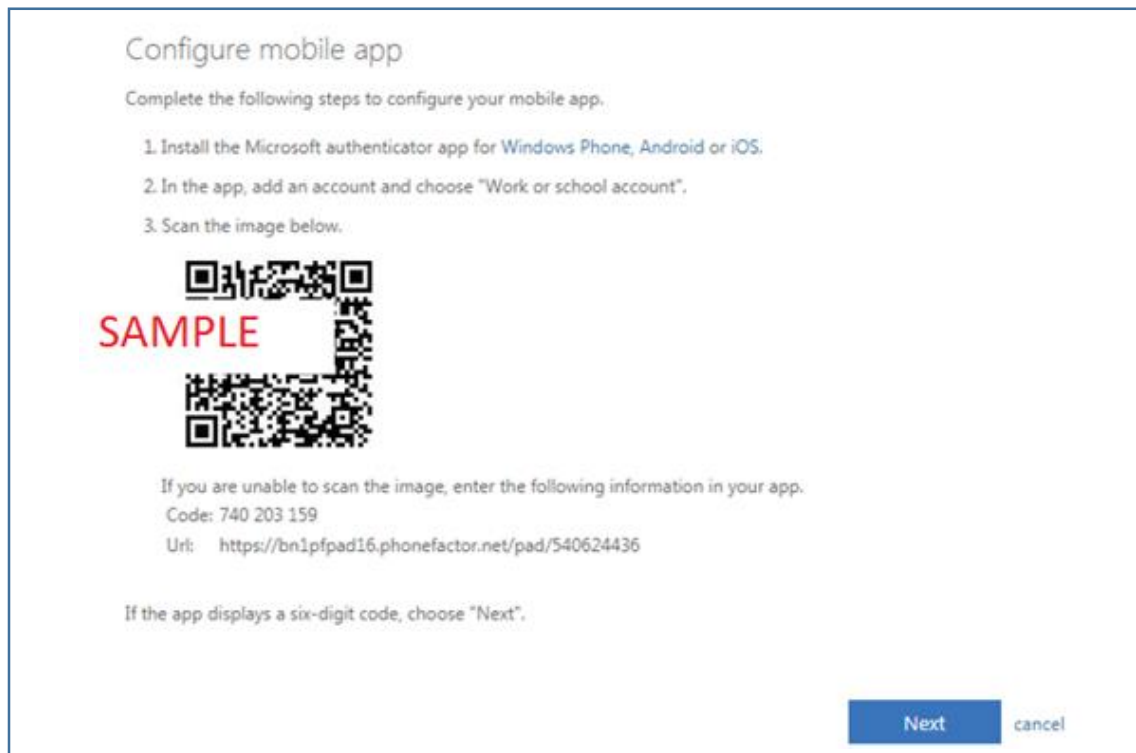 Configure mobile app
Complete the following steps to configure your mobile app.
1. Install the Microsoft authenticator app for Windows Phone, Android or iOS.
2. In the app, add an account and choose "Work or school account".
3. Scan the image below.
SAMPLE
If you are unable to scan the image, enter the following information in your app.
Code: 740 203 159
Url: https://bn1pfpad16.phonefactor.net/pad/540624436
If the app displays a six-digit code, choose "Next".
Next cancel